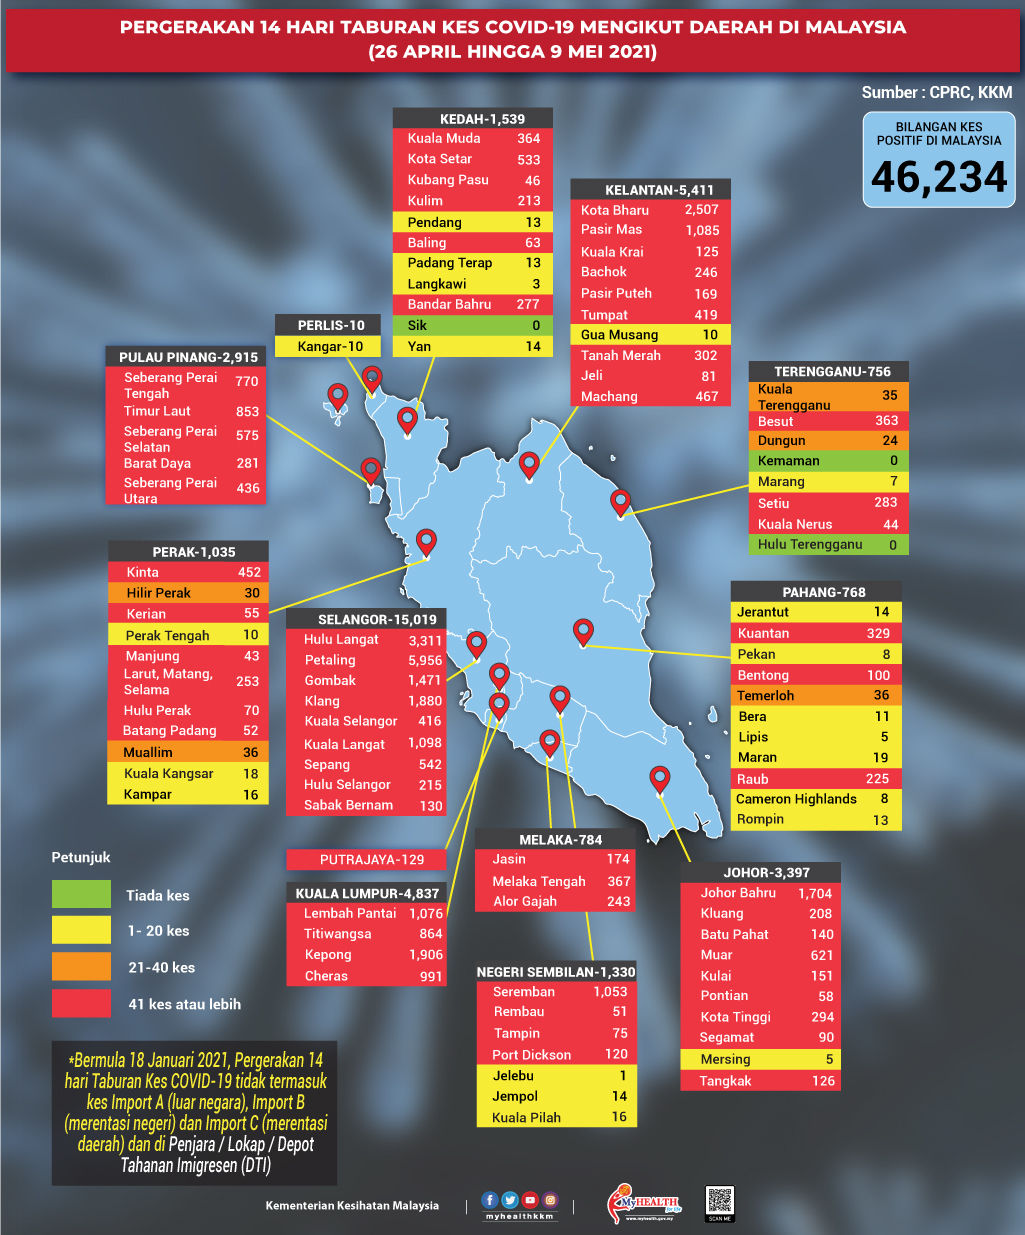 PERGERAKAN 14 HARI TABURAN KES COVID-19 MENGIKUT DAERAH DI MALAYSIA
(26 APRIL HINGGA 9 MEI 2021)
Sumber : CPRC, KKM
BILANGAN KES
POSITIF DI MALAYSIA
46,234
KEDAH-1,539
Kuala Muda 364
Kota Setar 533
Kubang Pasu 46
Kulim 213
Pendang 13
Baling 63
Padang Terap 13
Langkawi 3
Bandar Bahru 277
Sik 0
Yan 14
KELANTAN-5,411
Kota Bharu 2,507
Pasir Mas 1,085
Kuala Krai 125
Bachok 246
Pasir Puteh 169
Tumpat 419
Gua Musang 10
Tanah Merah 302
Jeli 81
Machang 467
PERLIS-10
Kangar-10
PULAU PINANG-2,915
Seberang Perai
Tengah 770
Timur Laut 853
Seberang Perai
Selatan 575
Barat Daya 281
Seberang Perai
Utara 436
TERENGGANU-756
Kuala
Terengganu 35
Besut 363
Dungun 24
Kemaman 0
Marang 7
Setiu 283
Kuala Nerus 44
Hulu Terengganu 0
PERAK-1,035
Kinta 452
Hilir Perak 30
Kerian 55
Perak Tengah 10
Manjung 43
Larut, Matang,
Selama 253
Hulu Perak 70
Batang Padang 52
Muallim 36
Kuala Kangsar 18
Kampar 16
SELANGOR-15,019
Hulu Langat 3,311
Petaling 5,956
Gombak 1,471
Klang 1,880
Kuala Selangor 416
Kuala Langat 1,098
Sepang 542
Hulu Selangor 215
Sabak Bernam 130
PAHANG-768
Jerantut 14
Kuantan 329
Pekan 8
Bentong 100
Temerloh 36
Bera 11
Lipis 5
Maran 19
Raub 225
Cameron Highlands 8
Rompin 13
PUTRAJAYA-129
KUALA LUMPUR-4,837
Lembah Pantai 1,076
Titiwangsa 864
Kepong 1,906
Cheras 991
MELAKA-784
Jasin 174
Melaka Tengah 367
Alor Gajah 243
NEGERI SEMBILAN-1,330
Seremban 1,053
Rembau 51
Tampin 75
Port Dickson 120
Jelebu 1
Jempol 14
Kuala Pilah 16
JOHOR-3,397
Johor Bahru 1,704
Kluang 208
Batu Pahat 140
Muar 621
Kulai 151
Pontian 58
Kota Tinggi 294
Segamat 90
Mersing 5
Tangkak 126
Petunjuk
Tiada kes
1- 20 kes
21-40 kes
41 kes atau lebih
*Bermula 18 Januari 2021, Pergerakan 14
hari Taburan Kes COVID-19 tidak termasuk
kes Import A (luar negara), Import B
(merentasi negeri) dan Import C (merentasi
daerah) dan di Penjara / Lokap / Depot
Tahanan Imigresen (DTI)
Kementerian Kesihatan Malaysia
myhealthkkm
MyHEALTH
for life
www.myhealth.gov.my
SCAN ME